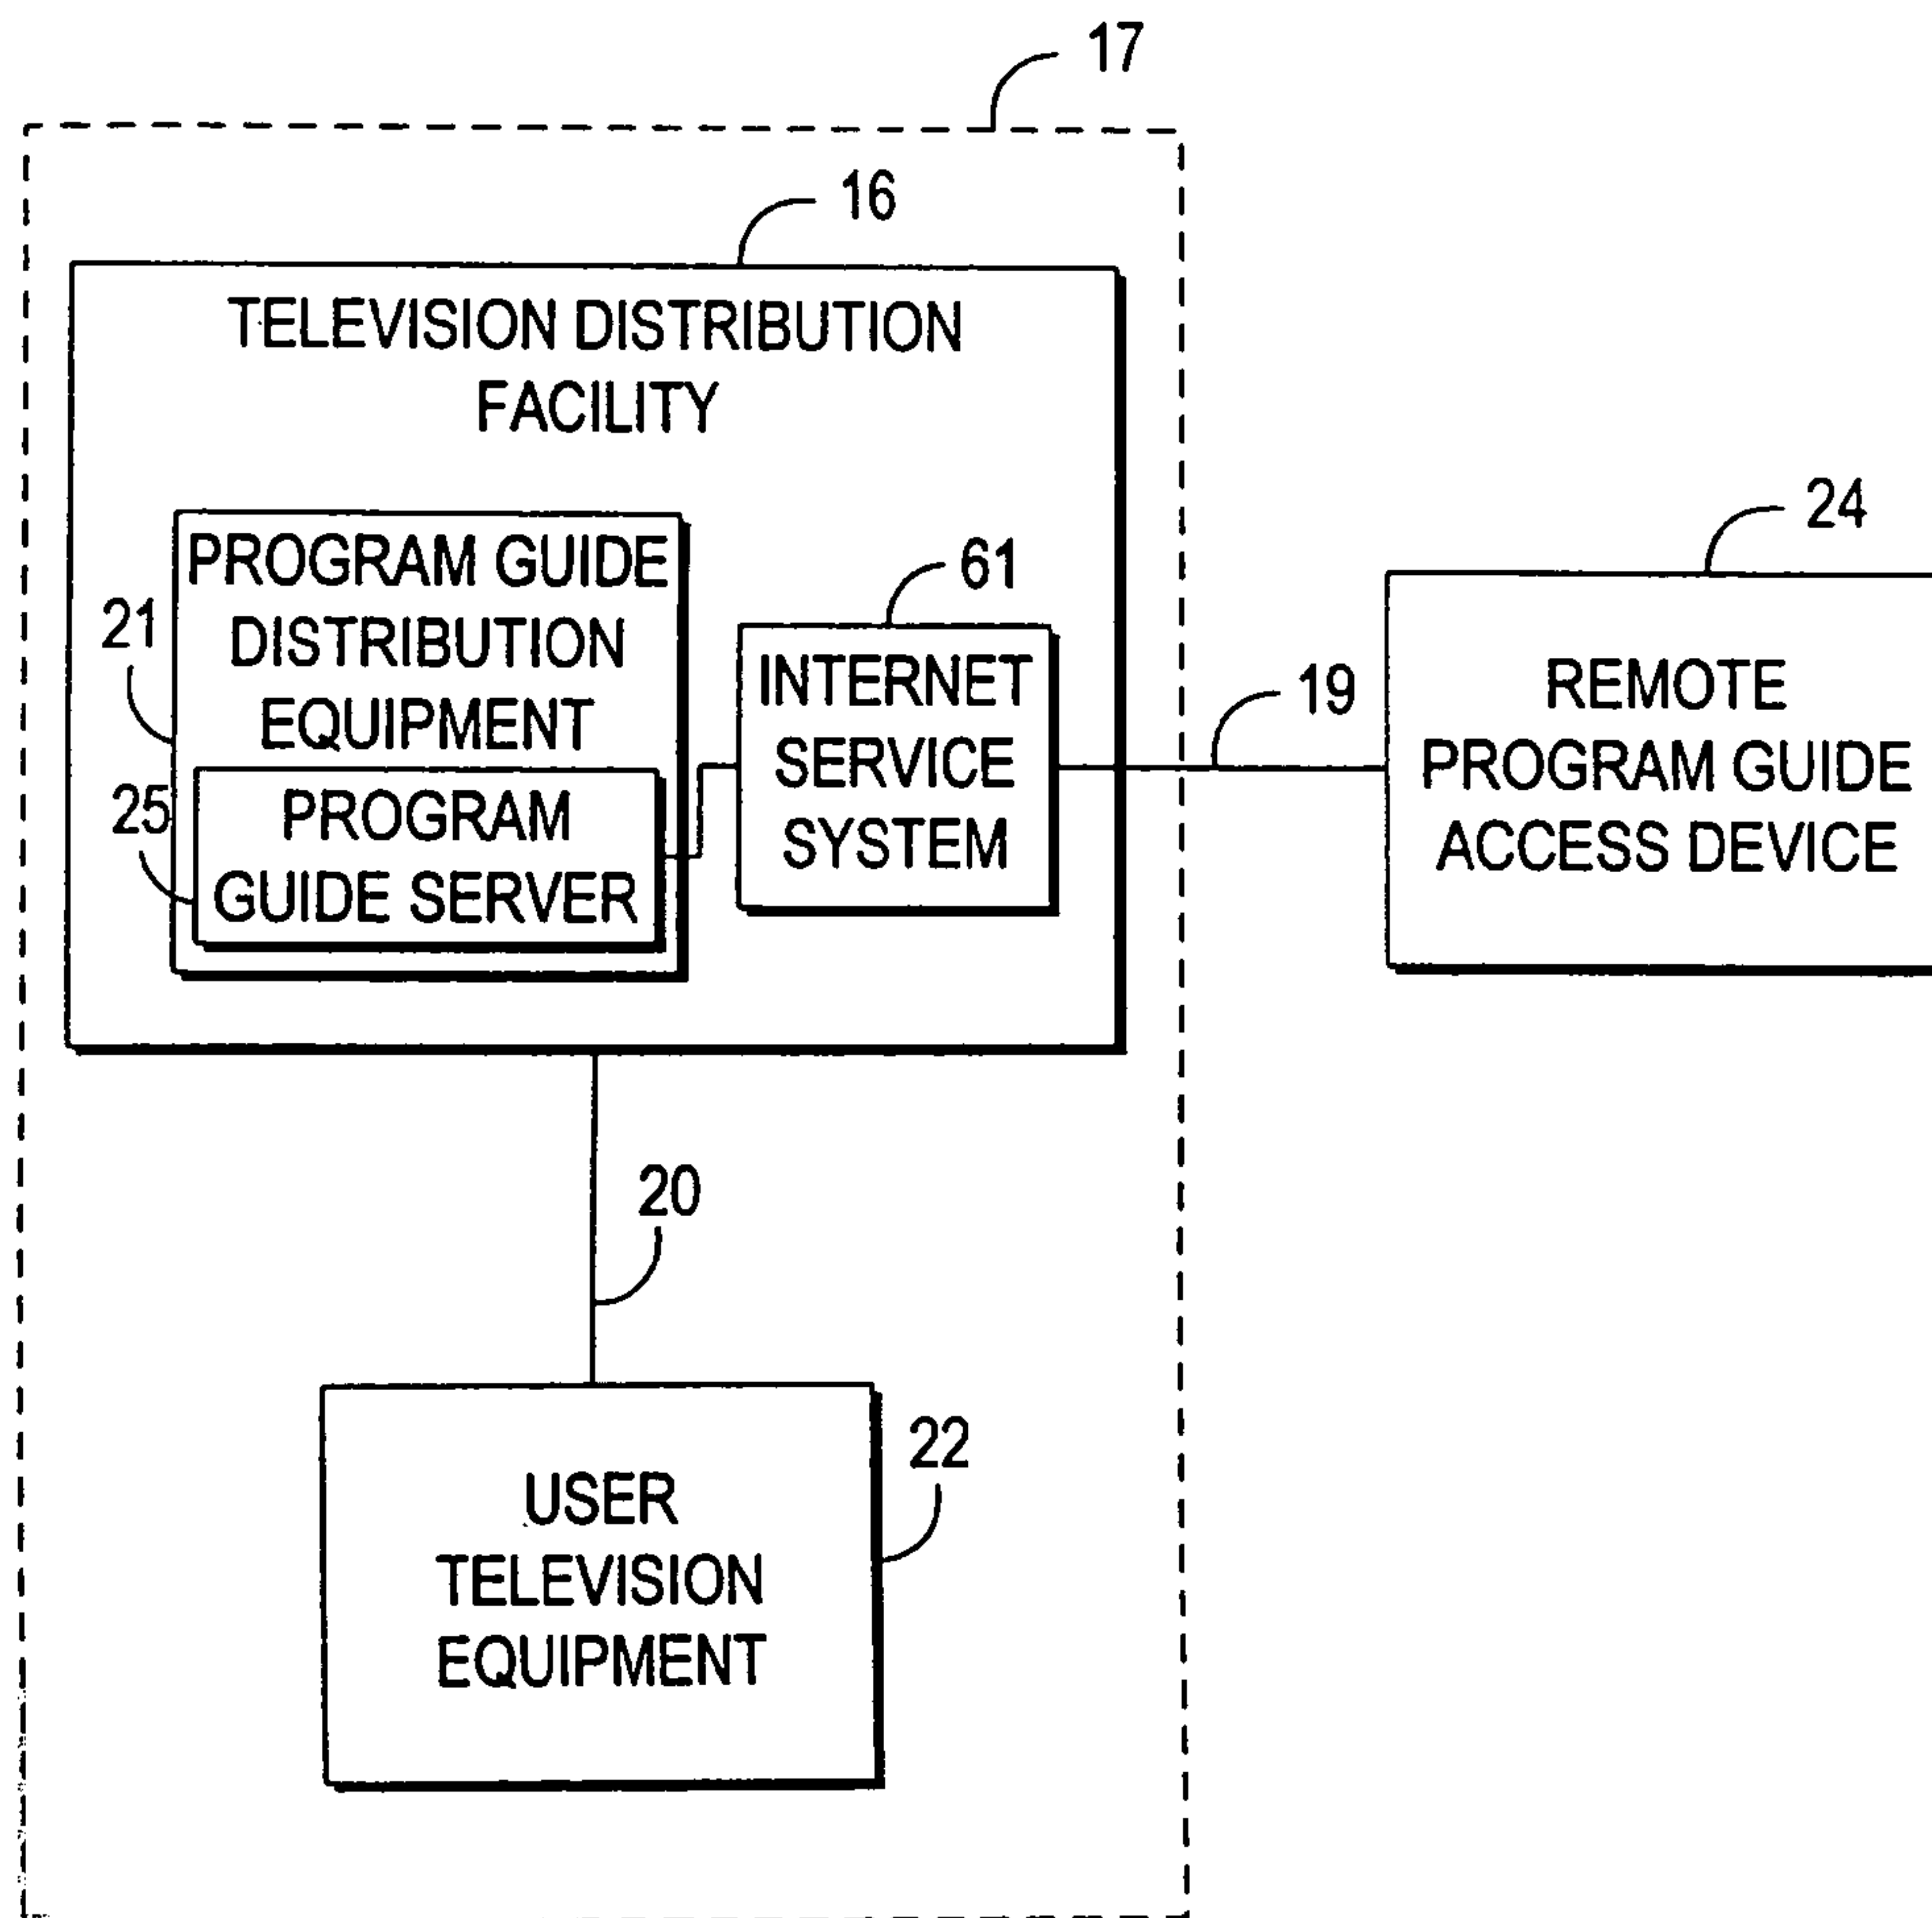 17
16
TELEVISION DISTRIBUTION
FACILITY
24
PROGRAM GUIDE
DISTRIBUTION
EQUIPMENT
21
61
INTERNET
SERVICE
SYSTEM
19
REMOTE
PROGRAM GUIDE
ACCESS DEVICE
25
PROGRAM
GUIDE SERVER
20
22
USER
TELEVISION
EQUIPMENT